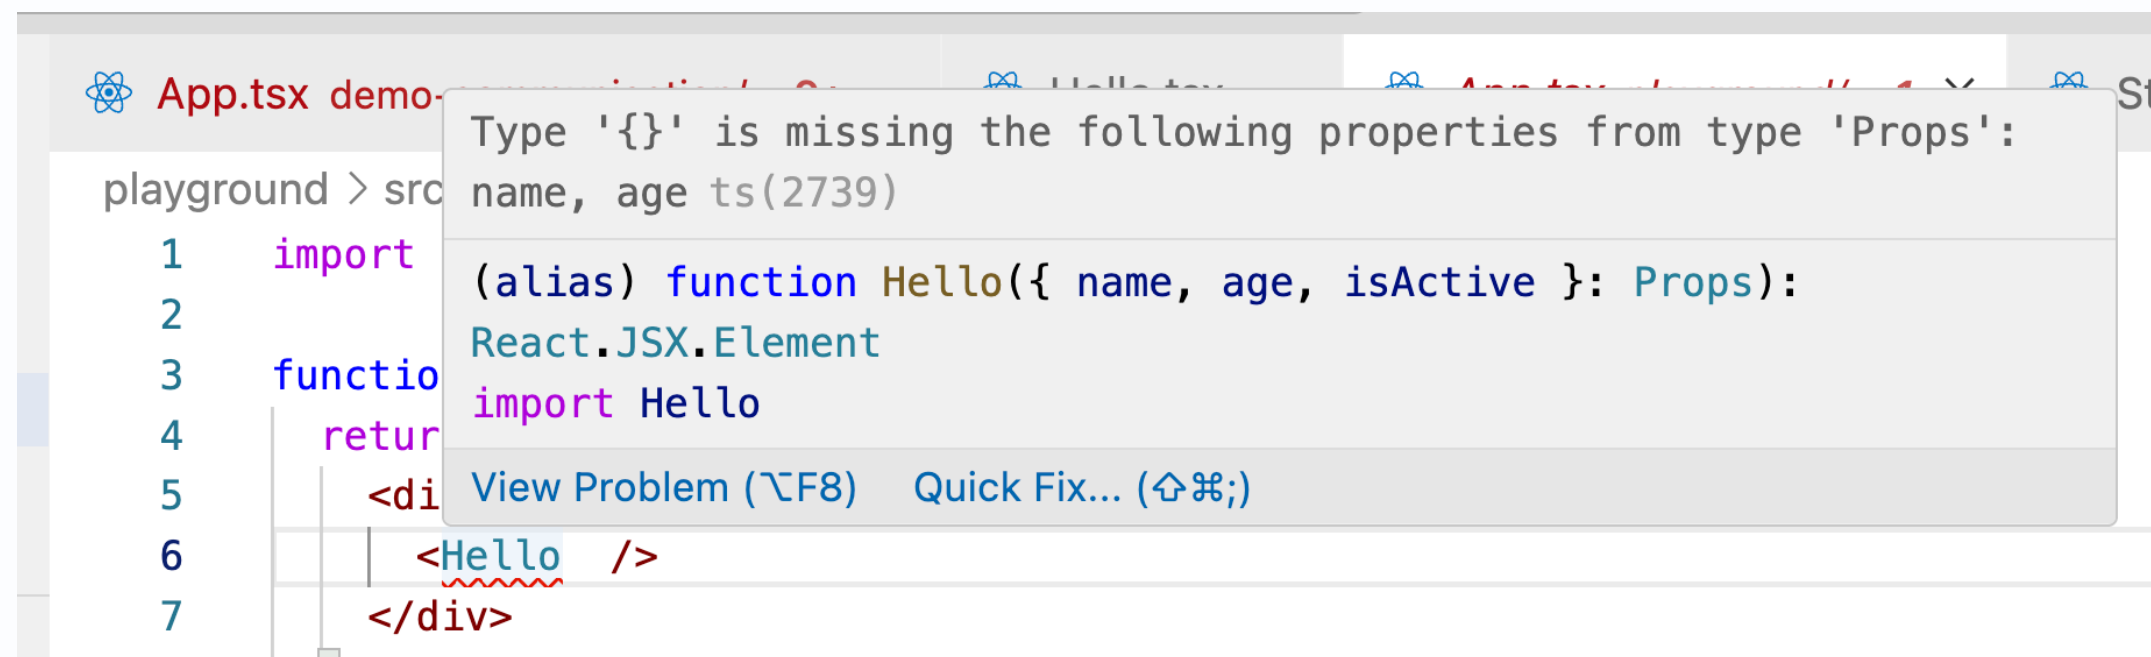 App.tsx demo-
Type '{}' is missing the following properties from type 'Props':
name, age ts(2739)
playground > src
(alias) function Hello({ name, age, isActive }: Props):
React.JSX.Element
import Hello
View Problem (⌥F8) Quick Fix... (⇧⌘;)
1 import
2
3 functio
4 retur
5 <di
6 <Hello />
7 </div>